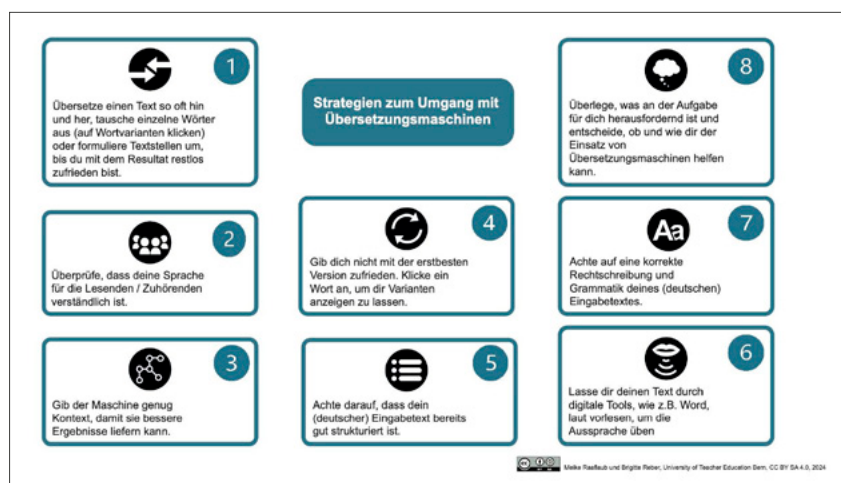 Strategien zum Umgang mit
Übersetzungsmaschinen
1
Übersetze einen Text so oft hin
und her, tausche einzelne Wörter
aus (auf Wortvarianten klicken)
oder formuliere Textstellen um,
bis du mit dem Resultat restlos
zufrieden bist.
2
Überprüfe, dass deine Sprache
für die Lesenden / Zuhörenden
verständlich ist.
3
Gib der Maschine genug
Kontext, damit sie bessere
Ergebnisse liefern kann.
4
Gib dich nicht mit der erstbesten
Version zufrieden. Klicke ein
Wort an, um dir Varianten
anzeigen zu lassen.
5
Achte darauf, dass dein
(deutscher) Eingabetext bereits
gut strukturiert ist.
6
Lasse dir deinen Text durch
digitale Tools, wie z.B. Word,
laut vorlesen, um die
Aussprache üben
7
Aa
Achte auf eine korrekte
Rechtschreibung und
Grammatik deines (deutschen)
Eingabetextes.
8
Überlege, was an der Aufgabe
für dich herausfordernd ist und
entscheide, ob und wie dir der
Einsatz von
Übersetzungsmaschinen helfen
kann.
Meike Raaflaub und Brigitte Reber, University of Teacher Education Bern, CC BY SA 4.0, 2024